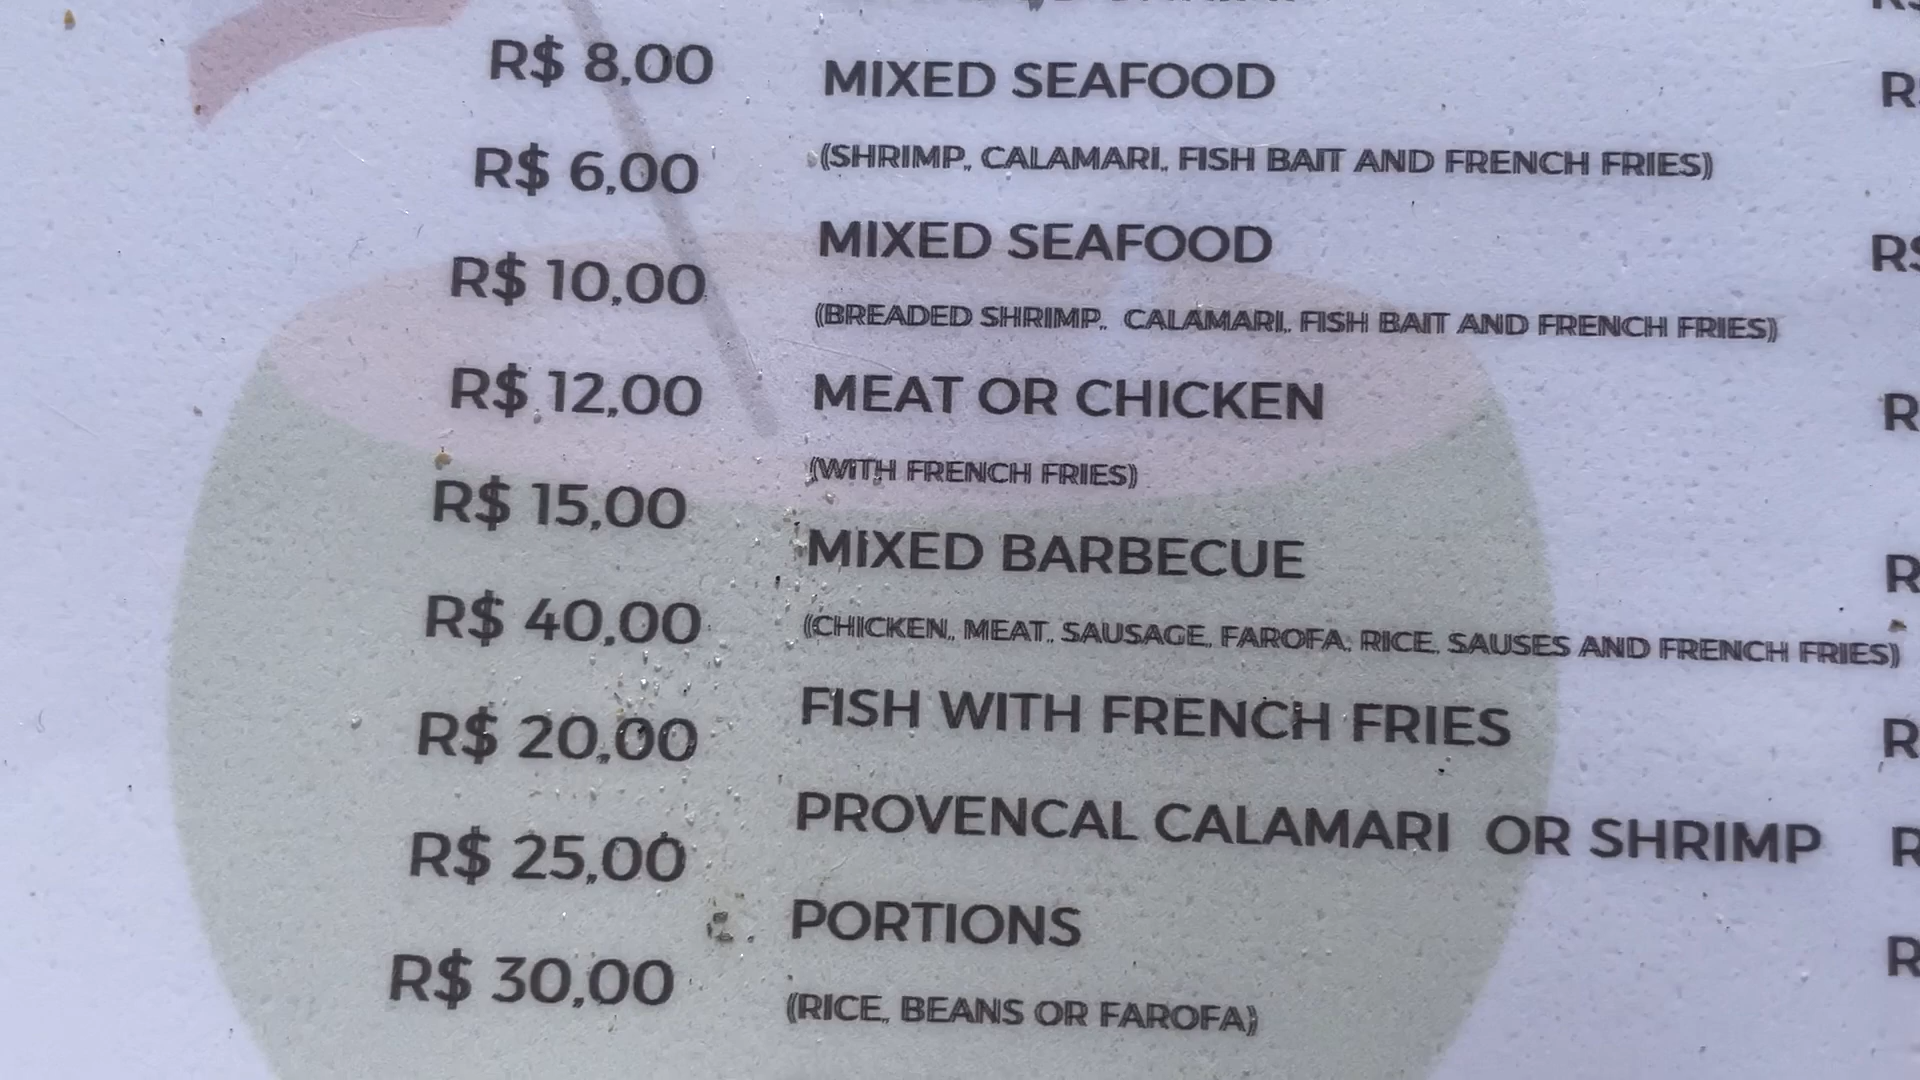 R$ 8,00
R$ 6,00
R$ 10,00
R$ 12,00
R$ 15,00
R$ 40,00
R$ 20,00
R$ 25,00
R$ 30,00
MIXED SEAFOOD
(SHRIMP, CALAMARI, FISH BAIT AND FRENCH FRIES)
MIXED SEAFOOD
(BREADED SHRIMP, CALAMARI, FISH BAIT AND FRENCH FRIES)
MEAT OR CHICKEN
(WITH FRENCH FRIES)
MIXED BARBECUE
(CHICKEN, MEAT, SAUSAGE, FAROFA, RICE, SAUSES AND FRENCH FRIES)
FISH WITH FRENCH FRIES
PROVENCAL CALAMARI OR SHRIMP
PORTIONS
(RICE, BEANS OR FAROFA)